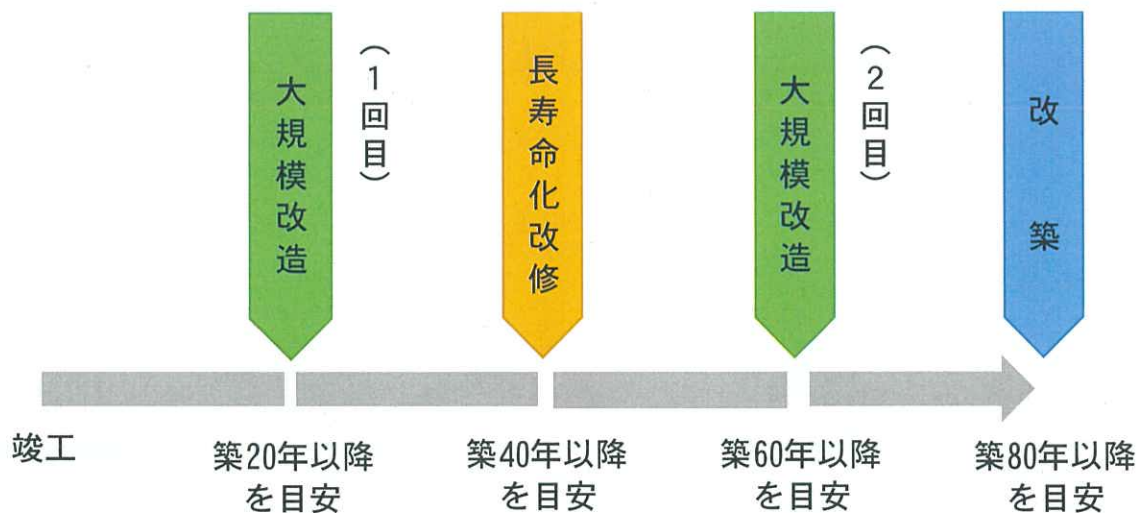 大規模改造
（1回目）
長寿命化改修
大規模改造
（2回目）
改築
竣工
築20年以降
を目安
築40年以降
を目安
築60年以降
を目安
築80年以降
を目安